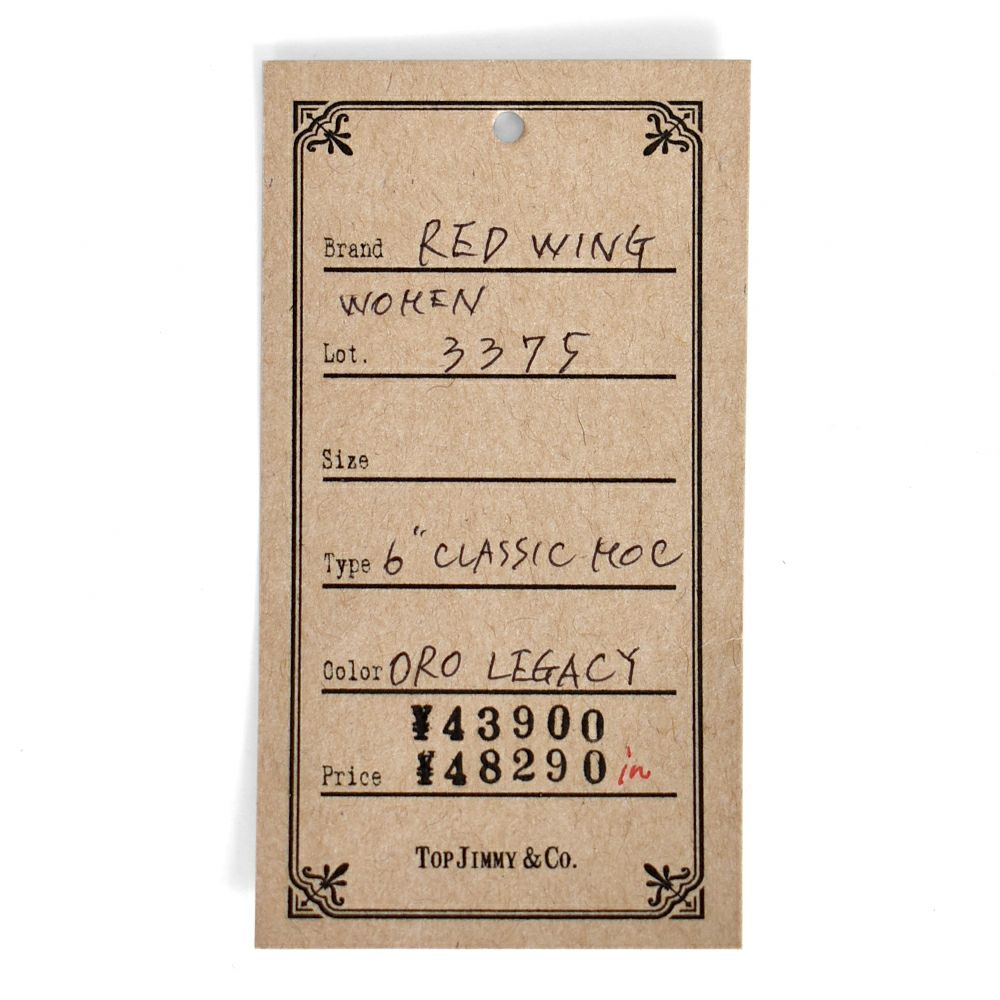 Brand RED WING
WOMEN
Lot. 3375
Size
Type 6" CLASSIC MOC
Color ORO LEGACY
¥43900
Price ¥48290 in
TOP JIMMY & CO.